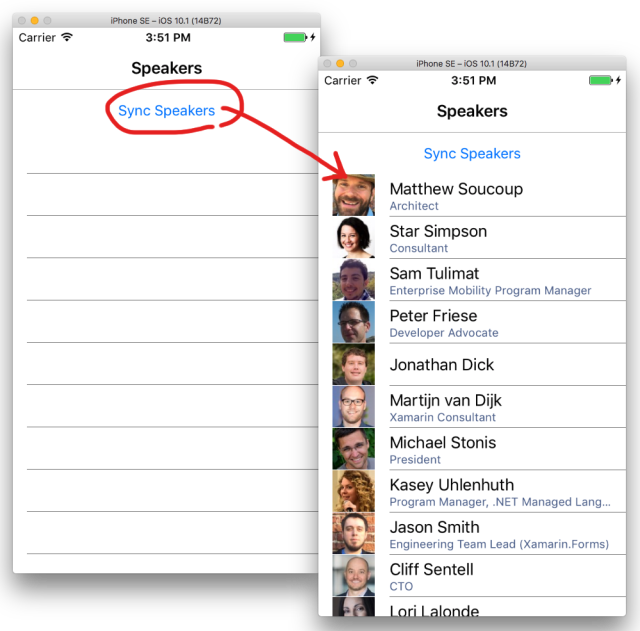 iPhone SE – iOS 10.1 (14B72)
Carrier 3:51 PM
Speakers
Sync Speakers
iPhone SE – iOS 10.1 (14B72)
Carrier 3:51 PM
Speakers
Sync Speakers
Matthew Soucoup
Architect
Star Simpson
Consultant
Sam Tulimat
Enterprise Mobility Program Manager
Peter Friese
Developer Advocate
Jonathan Dick
Martijn van Dijk
Xamarin Consultant
Michael Stonis
President
Kasey Uhlenhuth
Program Manager, .NET Managed Lang...
Jason Smith
Engineering Team Lead (Xamarin.Forms)
Cliff Sentell
CTO
Lori Lalonde